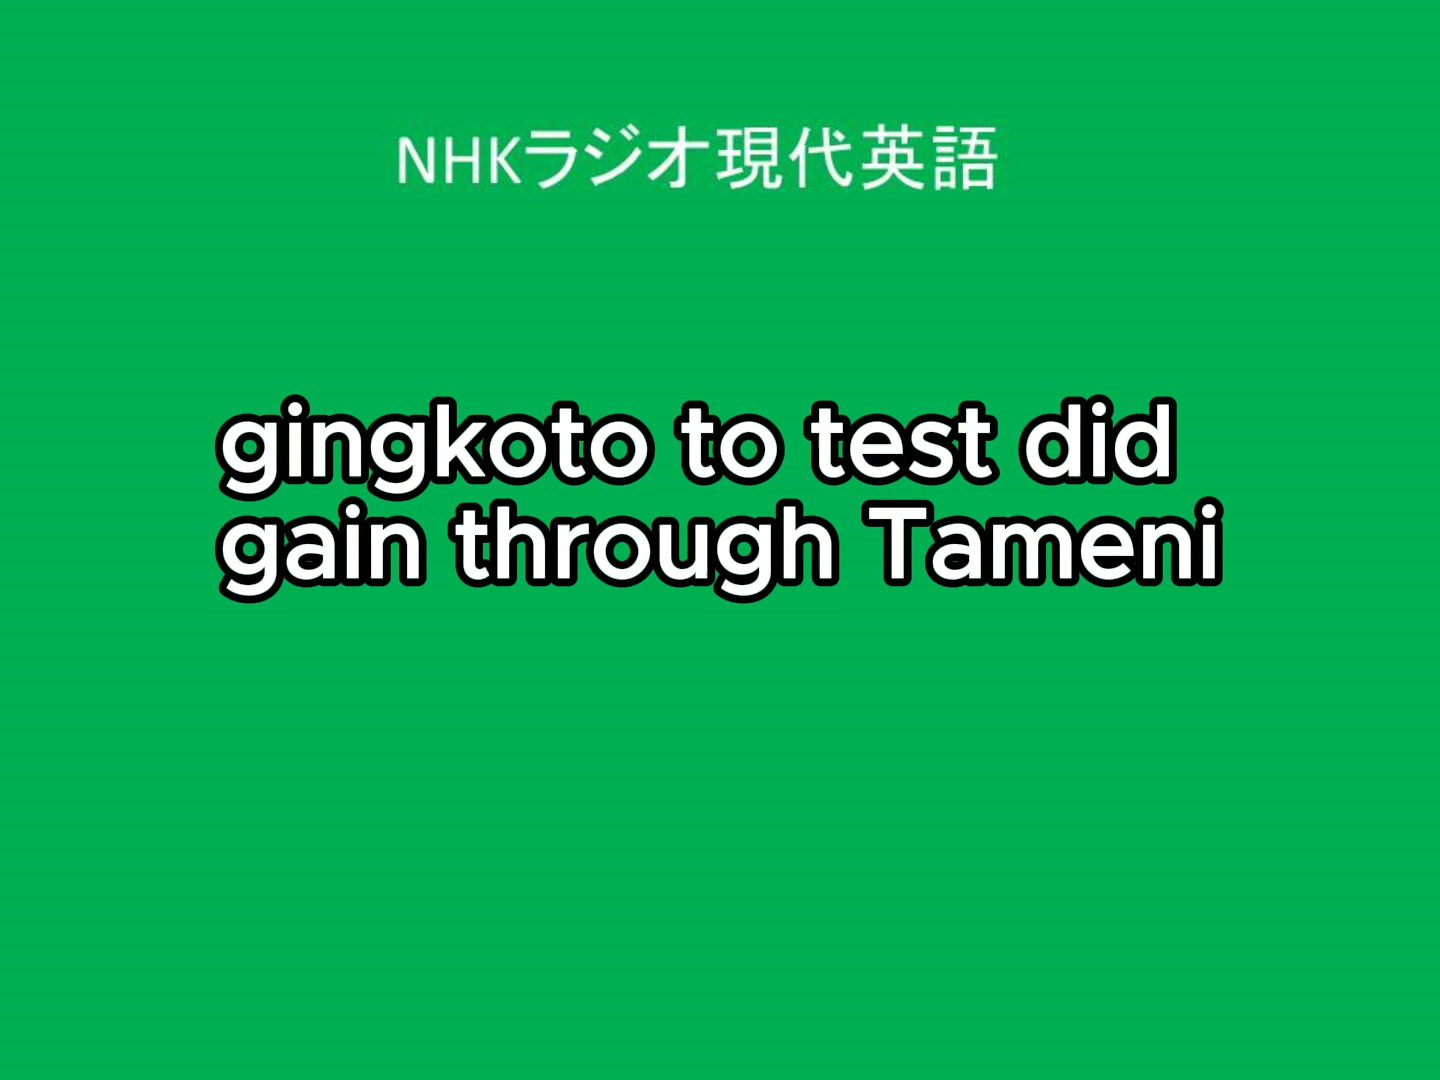 NHKラジオ現代英語
gingkoto to test did
gain through Tameni